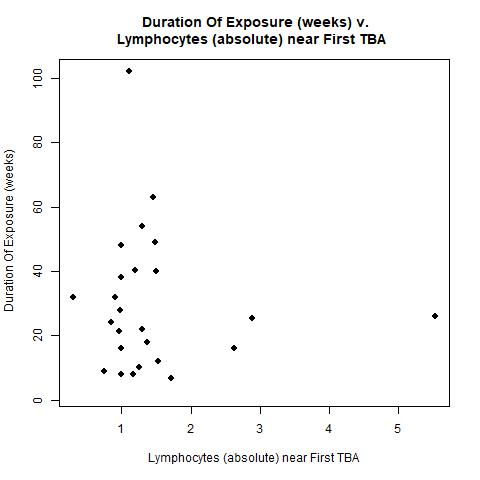 Duration Of Exposure (weeks) v.
Lymphocytes (absolute) near First TBA
Duration Of Exposure (weeks)
100
80
60
40
20
0
1 2 3 4 5
Lymphocytes (absolute) near First TBA